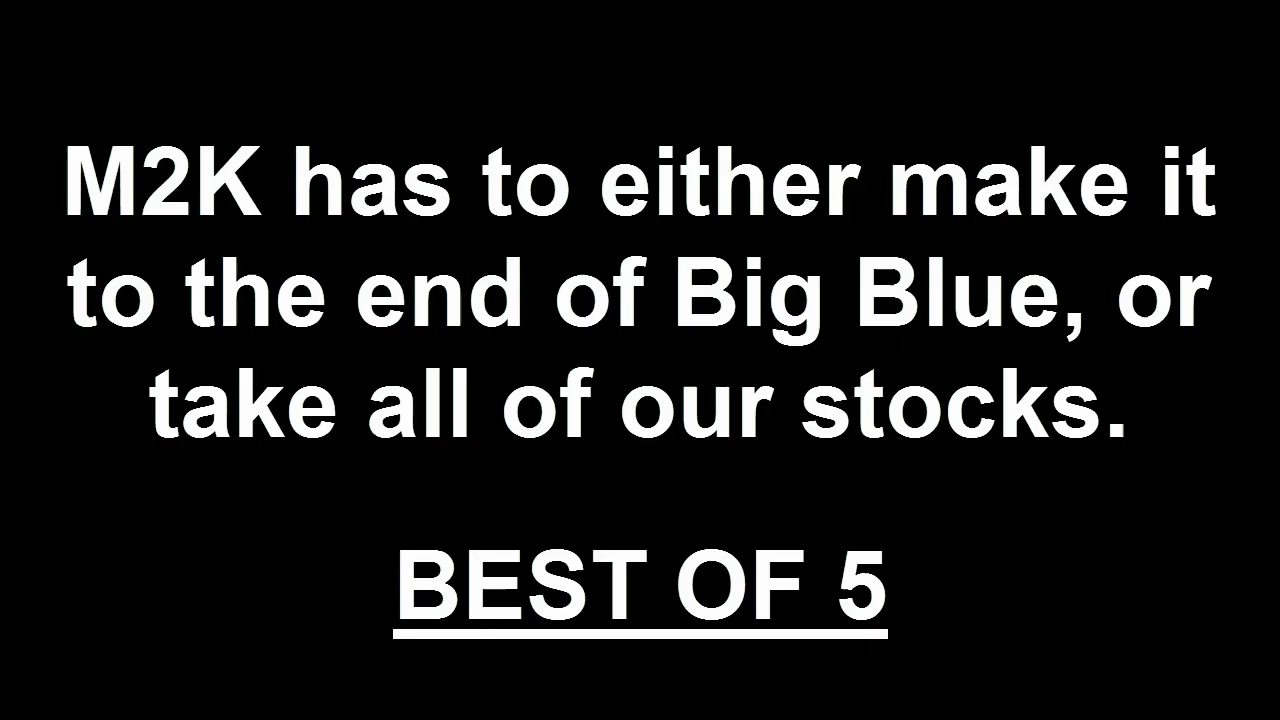 M2K has to either make it
to the end of Big Blue, or
take all of our stocks.
BEST OF 5